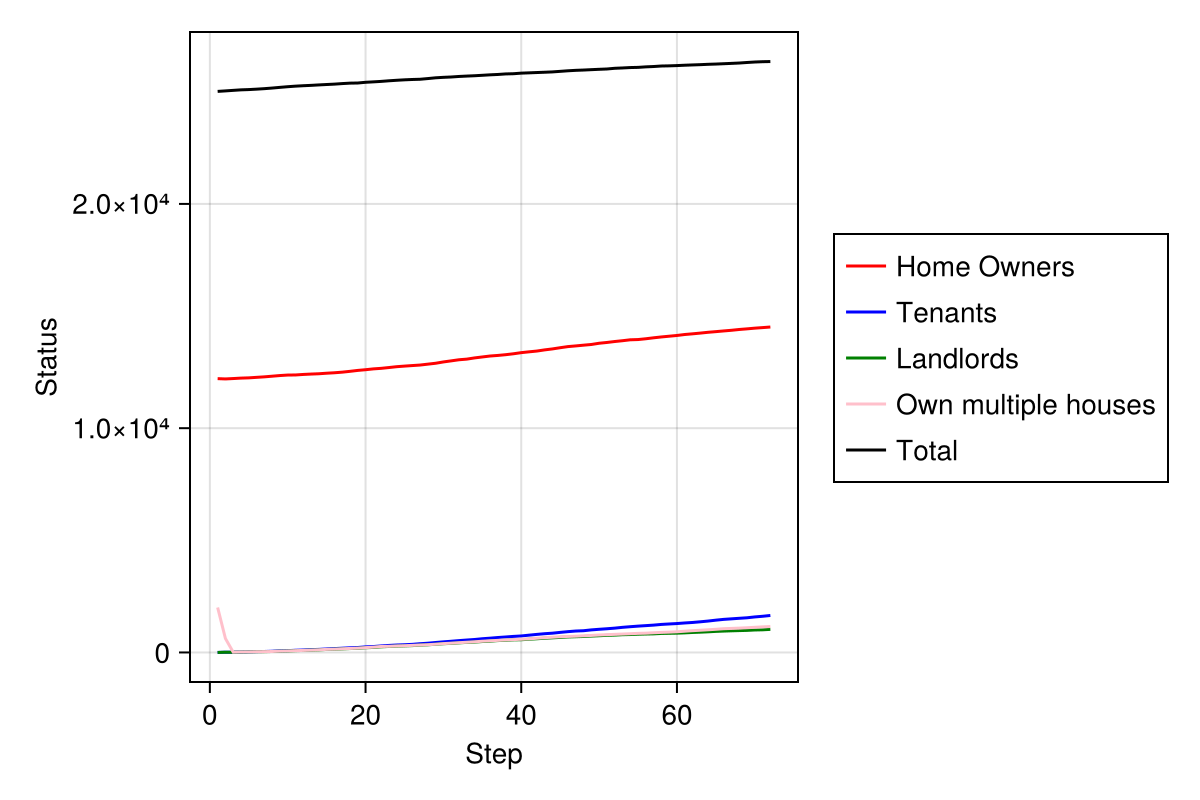 Status
2.0×10⁴
1.0×10⁴
0
0 20 40 60
Step
Home Owners
Tenants
Landlords
Own multiple houses
Total